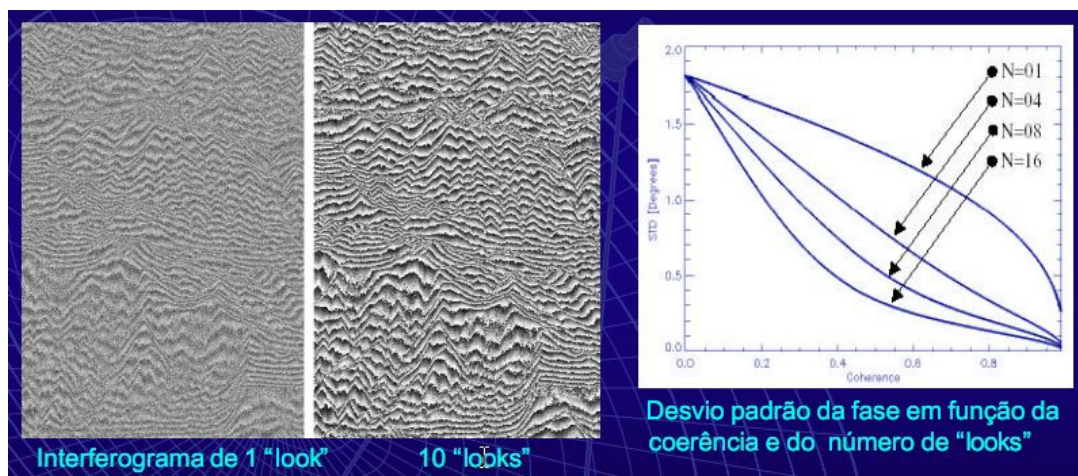 Interferograma de 1 “look”
10 “looks”
2.0
1.5
1.0
0.5
0.0
STD [Degrees]
0.0
0.2
0.4
0.6
0.8
Coherence
N=01
N=04
N=08
N=16
Desvio padrão da fase em função da
coerência e do número de “looks”